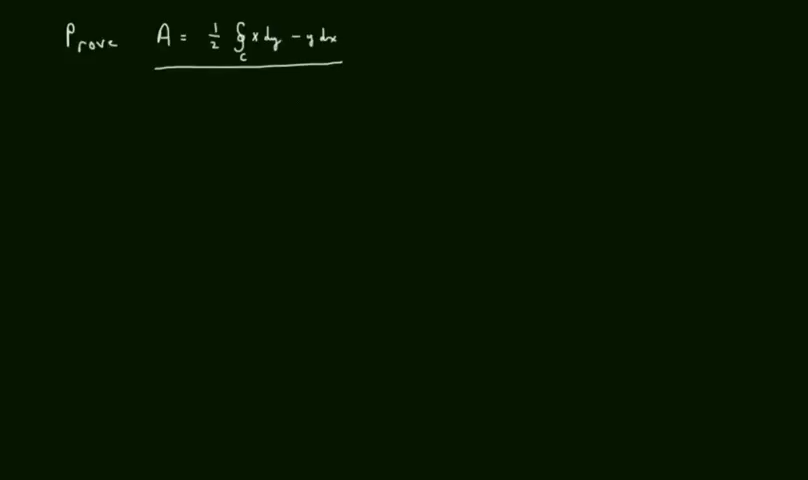 Prove A = 1/2 ∮_C x dy - y dx